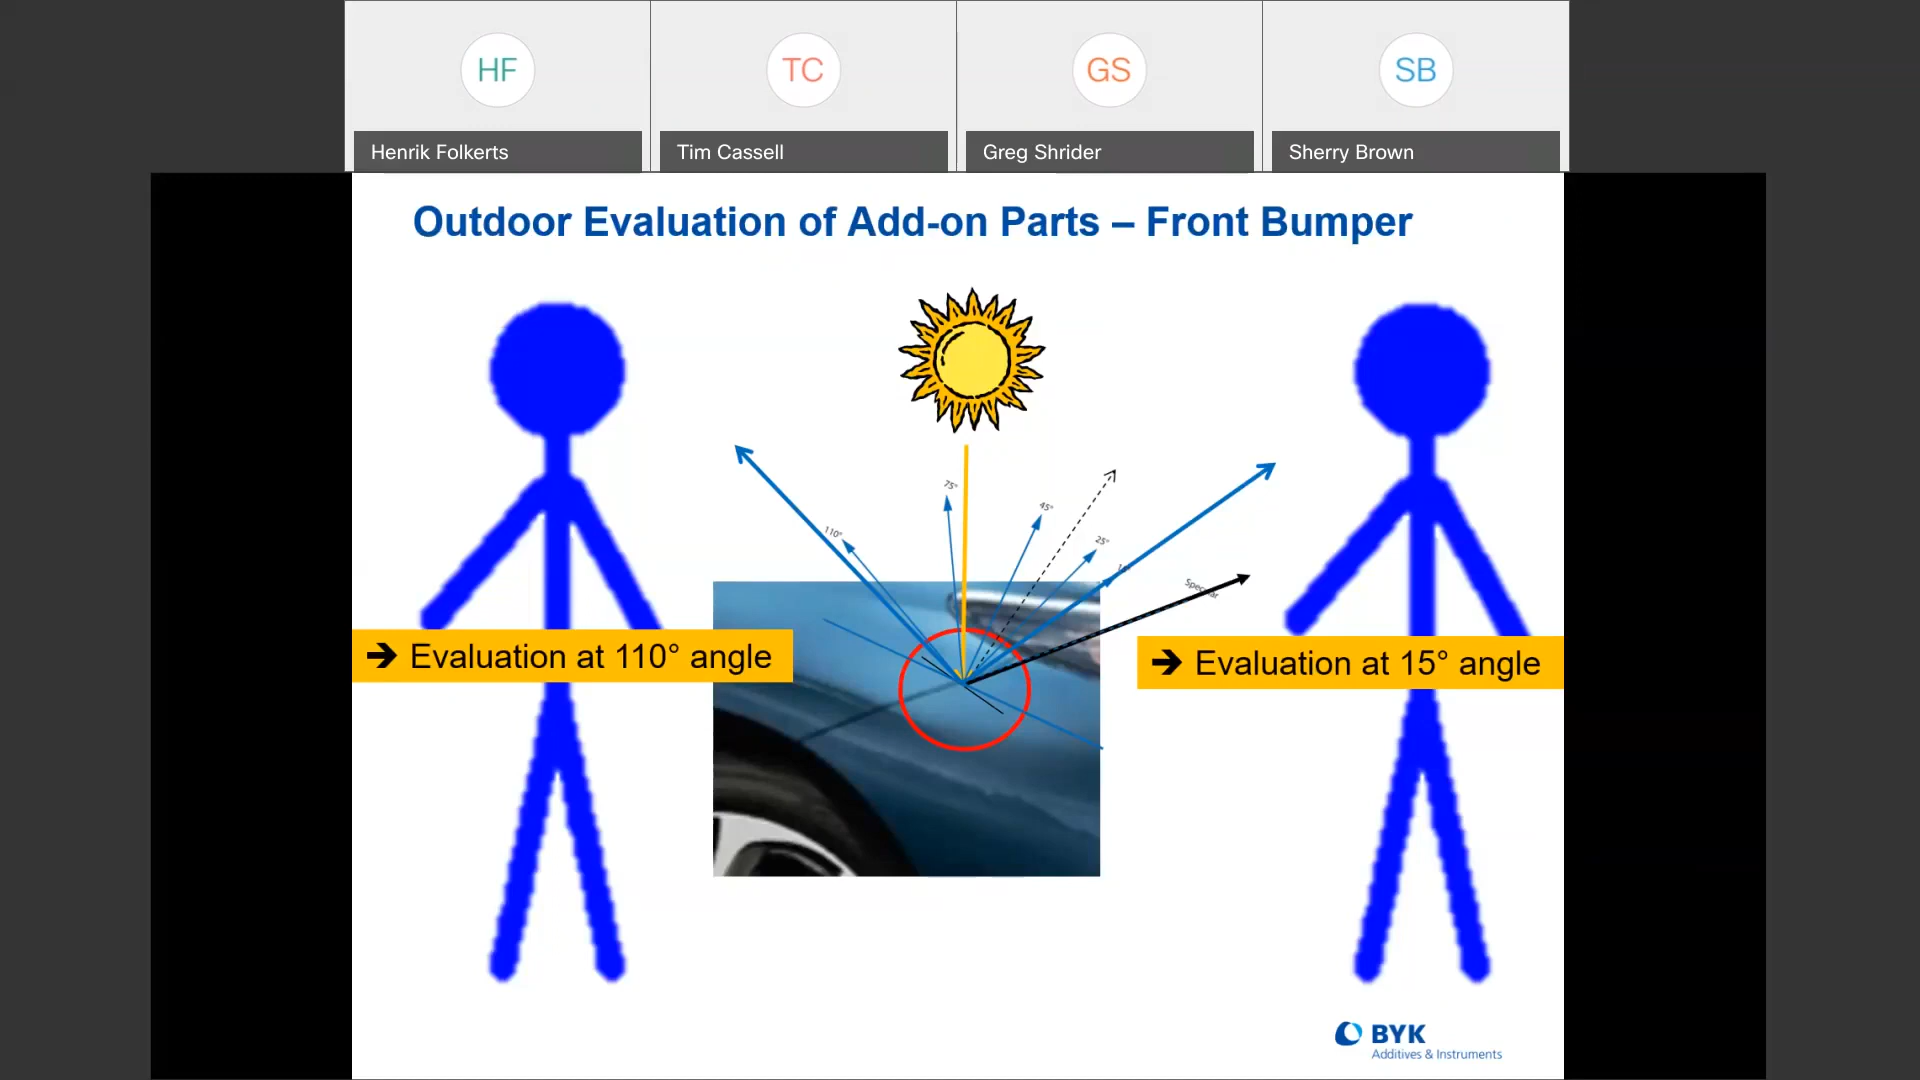 HF
TC
GS
SB
Henrik Folkerts
Tim Cassell
Greg Shrider
Sherry Brown
Outdoor Evaluation of Add-on Parts – Front Bumper
75°
45°
110°
25°
15°
Specular
➔ Evaluation at 110° angle
➔ Evaluation at 15° angle
BYK
Additives & Instruments